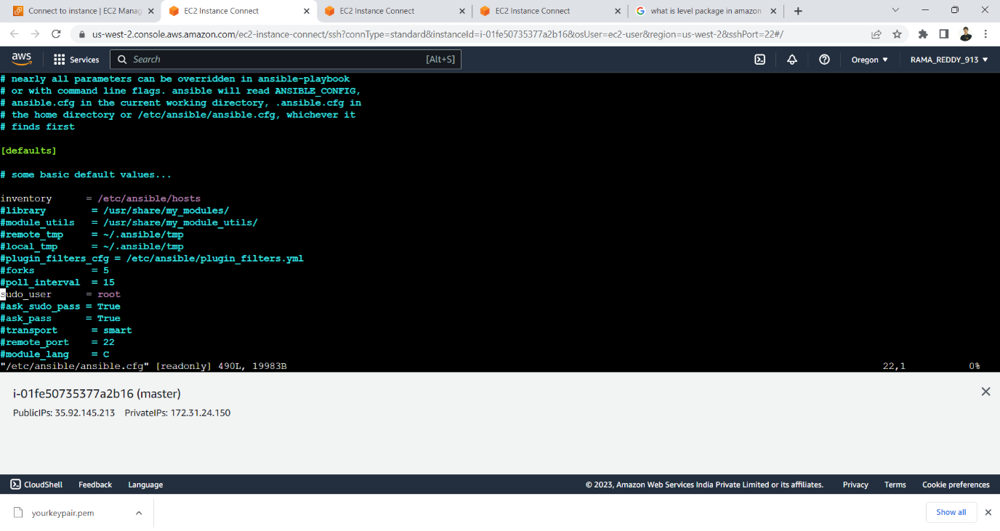 Connect to instance | EC2 Manag
EC2 Instance Connect
EC2 Instance Connect
EC2 Instance Connect
what is level package in amazon
us-west-2.console.aws.amazon.com/ec2-instance-connect/ssh?connType=standard&instanceId=i-01fe50735377a2b16&osUser=ec2-user&region=us-west-2&sshPort=22#/
aws Services Search [Alt+S] Oregon ▼ RAMA_REDDY_913 ▼
# nearly all parameters can be overridden in ansible-playbook
# or with command line flags. ansible will read ANSIBLE_CONFIG,
# ansible.cfg in the current working directory, .ansible.cfg in
# the home directory or /etc/ansible/ansible.cfg, whichever it
# finds first
[defaults]
# some basic default values...
inventory      = /etc/ansible/hosts
#library        = /usr/share/my_modules/
#module_utils   = /usr/share/my_module_utils/
#remote_tmp     = ~/.ansible/tmp
#local_tmp      = ~/.ansible/tmp
#plugin_filters_cfg = /etc/ansible/plugin_filters.yml
#forks          = 5
#poll_interval  = 15
sudo_user      = root
#ask_sudo_pass = True
#ask_pass      = True
#transport      = smart
#remote_port    = 22
#module_lang    = C
"/etc/ansible/ansible.cfg" [readonly] 490L, 19983B 22,1 0%
i-01fe50735377a2b16 (master)
PublicIPs: 35.92.145.213 PrivateIPs: 172.31.24.150
CloudShell Feedback Language © 2023, Amazon Web Services India Private Limited or its affiliates. Privacy Terms Cookie preferences
yourkeypair.pem Show all